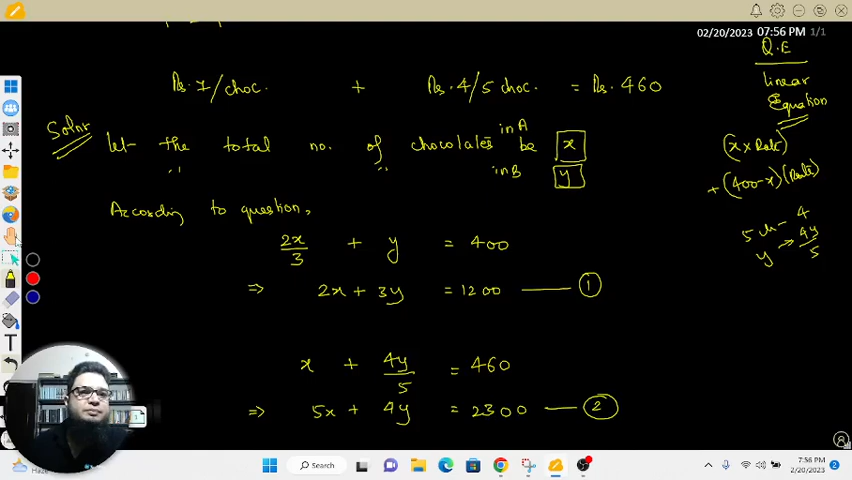 02/20/2023 07:56 PM 1/1
Q.E
linear
Equation
Rs. 1/choc. + Rs. 4/5 choc. = Rs. 460
Soln:
let the total no. of chocolates in A be x
" " in B y
(x × Rate)
+ (400-x)(Rate)
According to question,
5 ch - 4
y → 4y/5
2x/3 + y = 400
⇒ 2x + 3y = 1200 —— 1
x + 4y/5 = 460
⇒ 5x + 4y = 2300 —— 2
T
Haze
Search
7:56 PM
2/20/2023
2